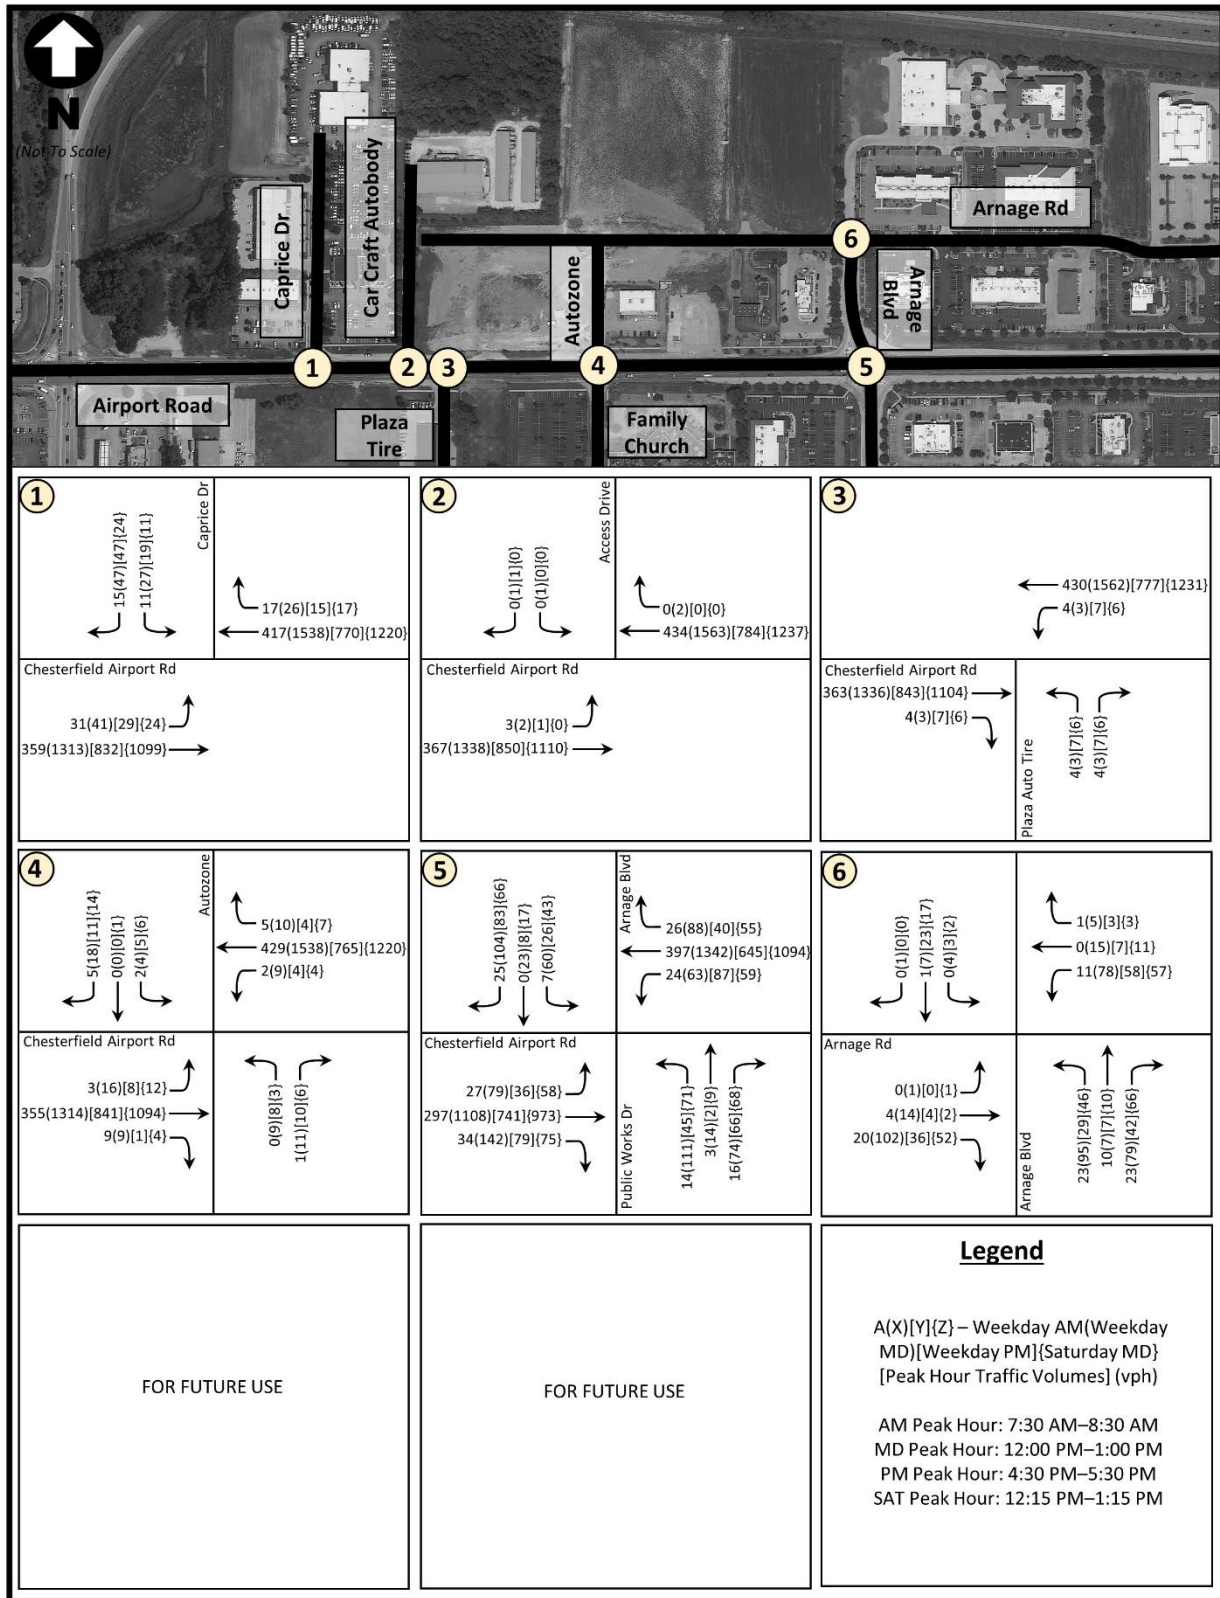 N
(Not To Scale)
Caprice Dr
Car Craft Autobody
Arnage Rd
6
Autozone
Arnage
Blvd
1
2
3
4
5
Airport Road
Plaza
Tire
Family
Church
1
Caprice Dr
15(47)[47]{24}
11(27)[19]{11}
17(26)[15]{17}
417(1538)[770]{1220}
Chesterfield Airport Rd
31(41)[29]{24}
359(1313)[832]{1099}
2
Access Drive
0(1)[1]{0}
0(1)[0]{0}
0(2)[0]{0}
434(1563)[784]{1237}
Chesterfield Airport Rd
3(2)[1]{0}
367(1338)[850]{1110}
3
430(1562)[777]{1231}
4(3)[7]{6}
Chesterfield Airport Rd
363(1336)[843]{1104}
4(3)[7]{6}
Plaza Auto Tire
4(3)[7]{6}
4(3)[7]{6}
4
Autozone
5(18)[11]{14}
0(0)[0]{1}
2(4)[5]{6}
5(10)[4]{7}
429(1538)[765]{1220}
2(9)[4]{4}
Chesterfield Airport Rd
3(16)[8]{12}
355(1314)[841]{1094}
9(9)[1]{4}
0(9)[8]{3}
1(11)[10]{6}
5
Arnage Blvd
25(104)[83]{66}
0(23)[8]{17}
7(60)[26]{43}
26(88)[40]{55}
397(1342)[645]{1094}
24(63)[87]{59}
Chesterfield Airport Rd
27(79)[36]{58}
297(1108)[741]{973}
34(142)[79]{75}
Public Works Dr
14(111)[45]{71}
3(14)[2]{9}
16(74)[66]{68}
6
0(1)[0]{0}
1(7)[23]{17}
0(4)[3]{2}
1(5)[3]{3}
0(15)[7]{11}
11(78)[58]{57}
Arnage Rd
0(1)[0]{1}
4(14)[4]{2}
20(102)[36]{52}
Arnage Blvd
23(95)[29]{46}
10(7)[7]{10}
23(79)[42]{66}
FOR FUTURE USE
FOR FUTURE USE
Legend
A(X)[Y]{Z} – Weekday AM(Weekday
MD)[Weekday PM]{Saturday MD}
[Peak Hour Traffic Volumes] (vph)
AM Peak Hour: 7:30 AM–8:30 AM
MD Peak Hour: 12:00 PM–1:00 PM
PM Peak Hour: 4:30 PM–5:30 PM
SAT Peak Hour: 12:15 PM–1:15 PM